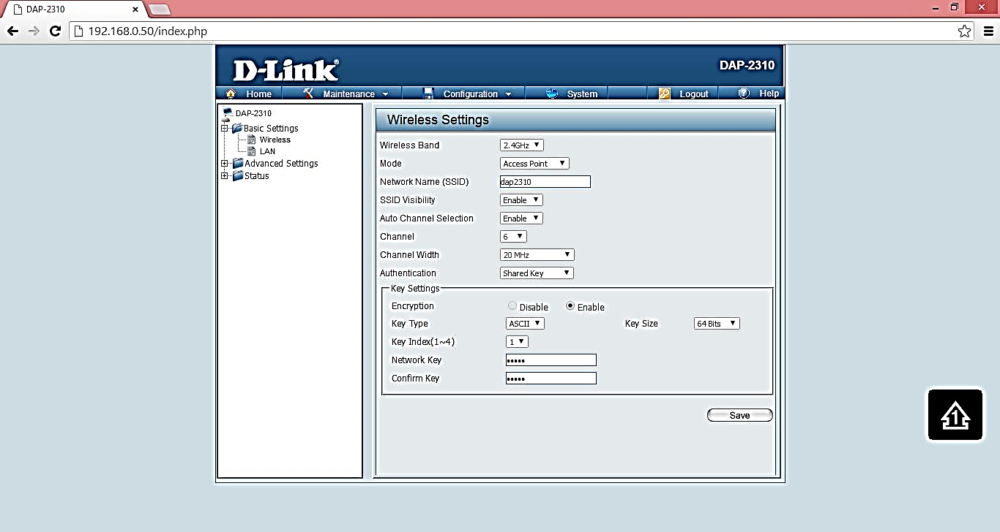 DAP-2310
192.168.0.50/index.php
D-Link®
DAP-2310
Home Maintenance Configuration System Logout Help
DAP-2310
Basic Settings
Wireless
LAN
Advanced Settings
Status
Wireless Settings
Wireless Band 2.4GHz
Mode Access Point
Network Name (SSID) dap2310
SSID Visibility Enable
Auto Channel Selection Enable
Channel 6
Channel Width 20 MHz
Authentication Shared Key
Key Settings
Encryption Disable Enable
Key Type ASCII Key Size 64 Bits
Key Index(1~4) 1
Network Key •••••
Confirm Key •••••
Save
1